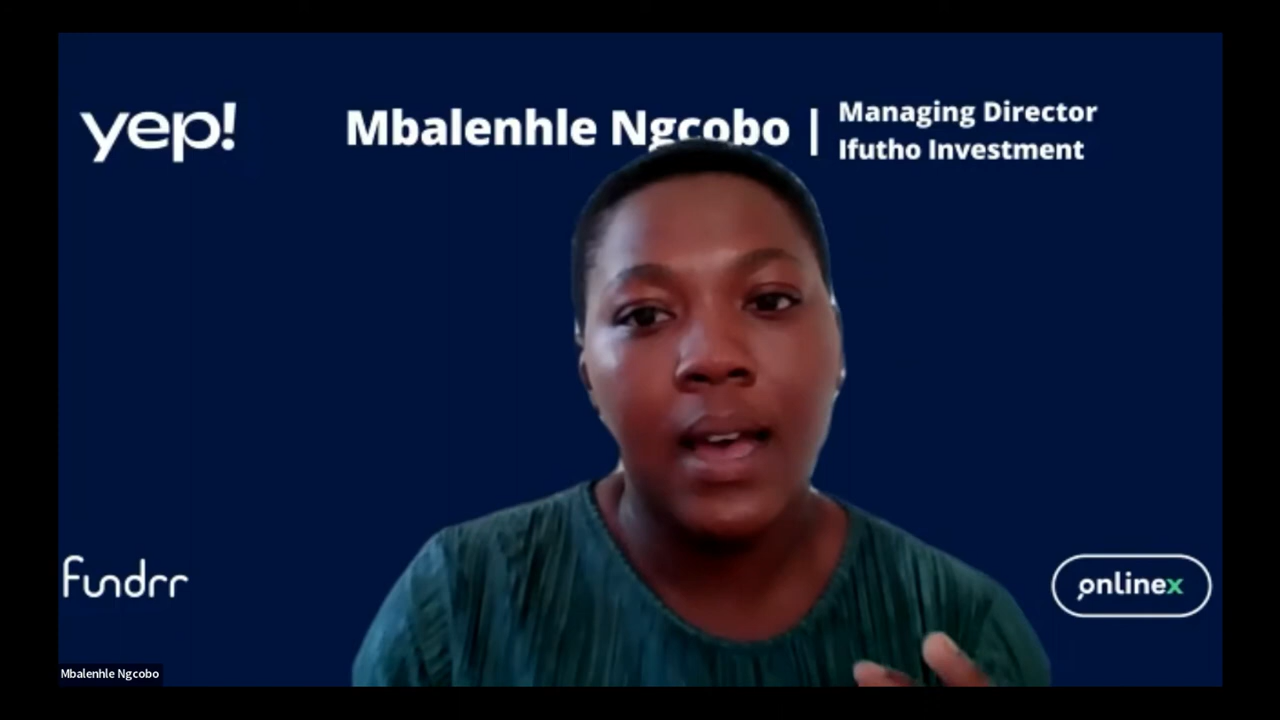 yep!
Mbalenhle Ngcobo |
Managing Director
Ifutho Investment
fundrr
onlinex
Mbalenhle Ngcobo